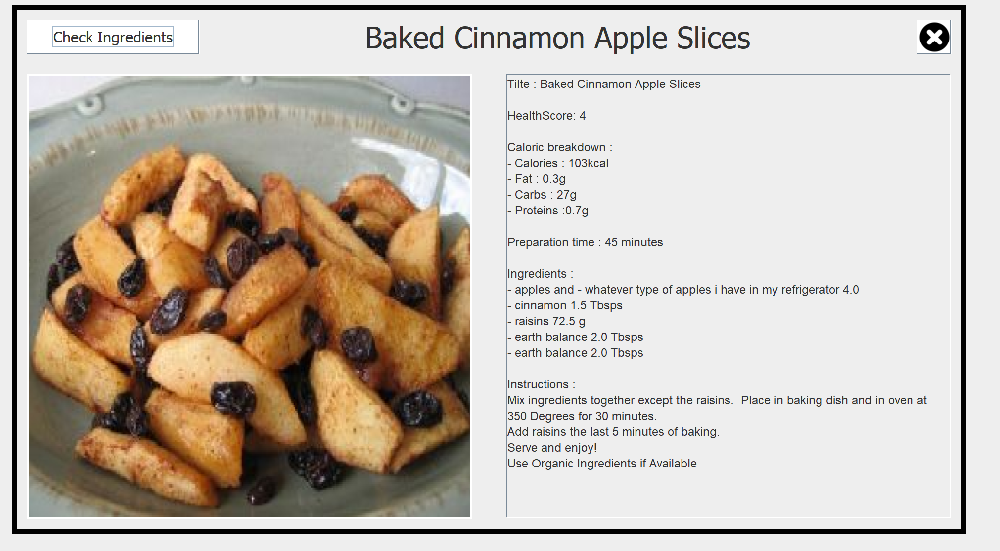 Check Ingredients
Baked Cinnamon Apple Slices
Tilte : Baked Cinnamon Apple Slices
HealthScore: 4
Caloric breakdown :
- Calories : 103kcal
- Fat : 0.3g
- Carbs : 27g
- Proteins :0.7g
Preparation time : 45 minutes
Ingredients :
- apples and - whatever type of apples i have in my refrigerator 4.0
- cinnamon 1.5 Tbsps
- raisins 72.5 g
- earth balance 2.0 Tbsps
- earth balance 2.0 Tbsps
Instructions :
Mix ingredients together except the raisins.  Place in baking dish and in oven at
350 Degrees for 30 minutes.
Add raisins the last 5 minutes of baking.
Serve and enjoy!
Use Organic Ingredients if Available